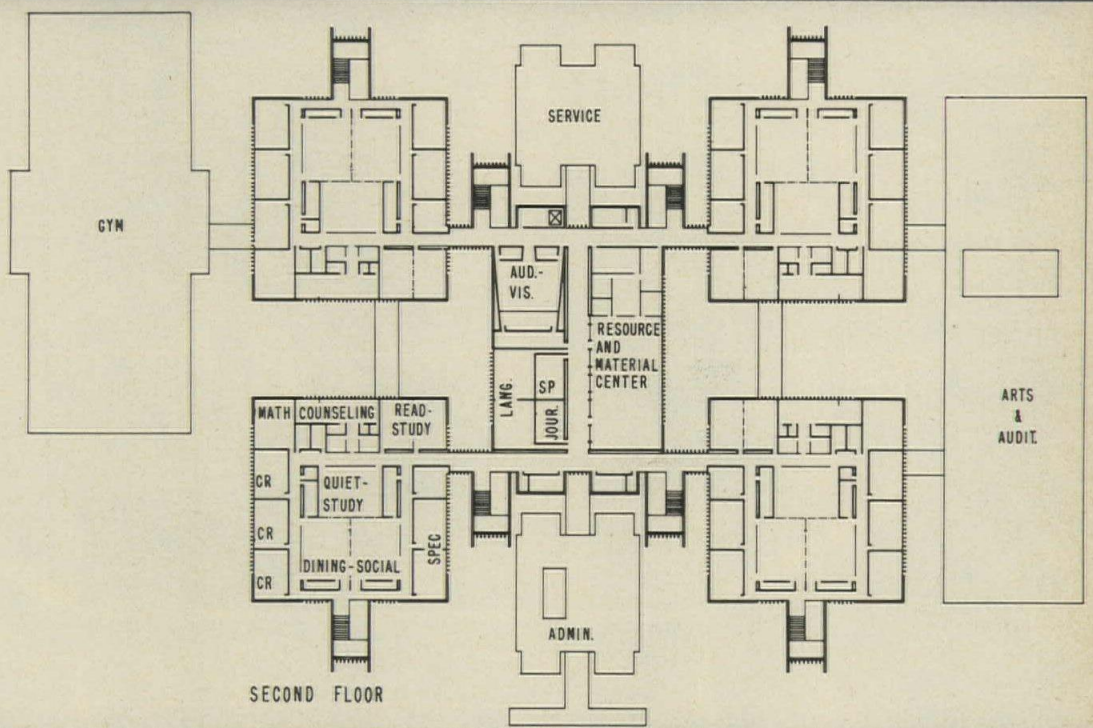 SERVICE
GYM
AUD.-
VIS.
RESOURCE
AND
MATERIAL
CENTER
LANG.
SP
JOUR.
MATH
COUNSELING
READ-
STUDY
ARTS
&
AUDIT.
CR
QUIET-
STUDY
CR
SPEC
DINING-SOCIAL
CR
ADMIN.
SECOND FLOOR